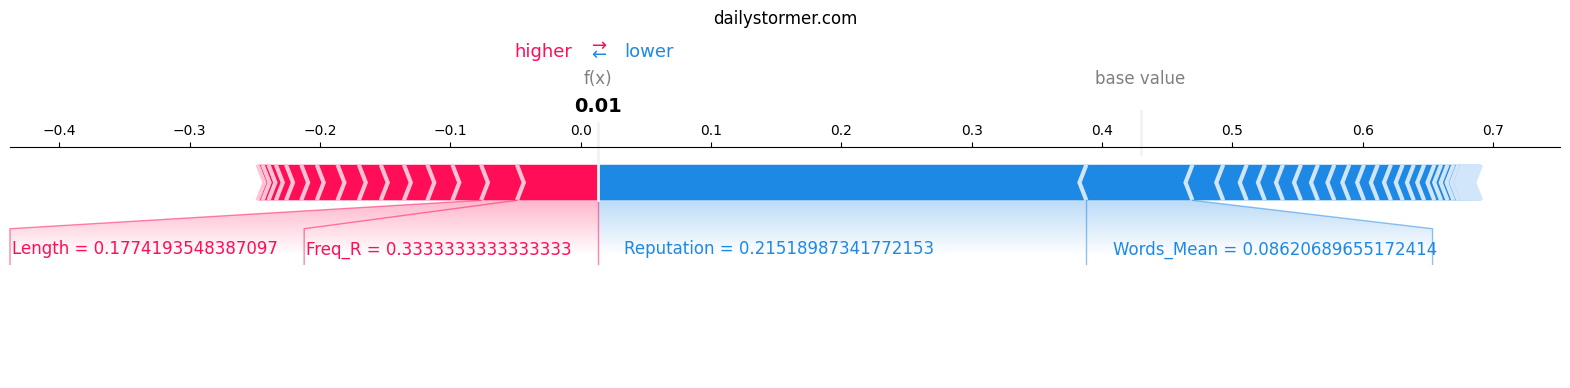 dailystormer.com
higher ⇄ lower
f(x) base value
0.01
−0.4 −0.3 −0.2 −0.1 0.0 0.1 0.2 0.3 0.4 0.5 0.6 0.7
Length = 0.1774193548387097 Freq_R = 0.3333333333333333 Reputation = 0.21518987341772153 Words_Mean = 0.08620689655172414